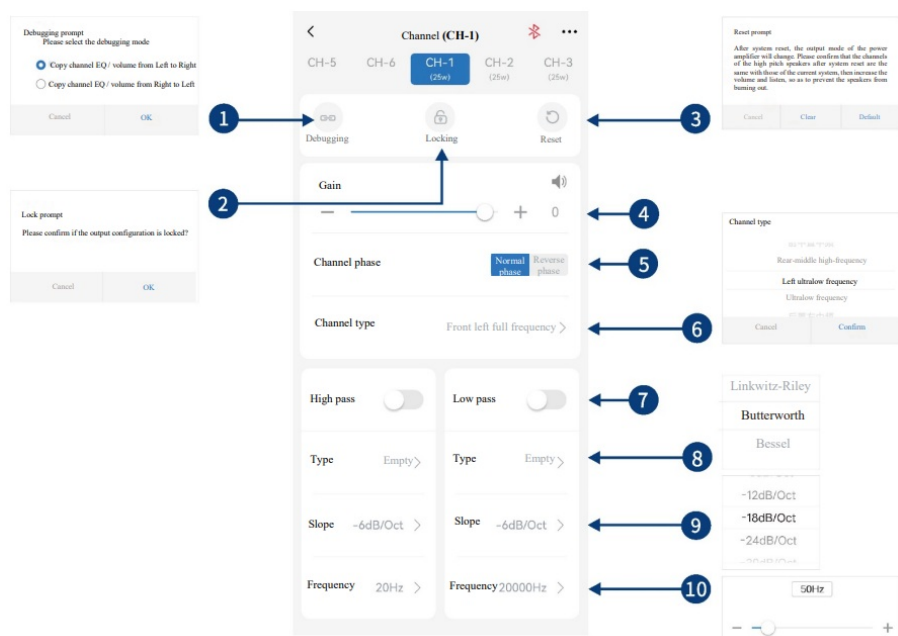 Debugging prompt
Please select the debugging mode
Copy channel EQ / volume from Left to Right
Copy channel EQ / volume from Right to Left
Cancel OK
1
2
Lock prompt
Please confirm if the output configuration is locked?
Cancel OK
Channel (CH-1)
CH-5 CH-6 CH-1 CH-2 CH-3
(25w) (25w) (25w)
Debugging Locking Reset
Gain
0
Channel phase Normal phase Reverse phase
Channel type Front left full frequency
High pass Low pass
Type Empty Type Empty
Slope -6dB/Oct Slope -6dB/Oct
Frequency 20Hz Frequency 20000Hz
3
4
5
6
7
8
9
10
Reset prompt
After system reset, the output mode of the power
amplifier will change. Please confirm that the channels
of the high pitch speakers after system reset are the
same with those of the current system, then increase the
volume and listen, so as to prevent the speakers from
burning out.
Cancel Clear Default
Channel type
Rear-middle high-frequency
Left ultralow frequency
Ultralow frequency
Cancel Confirm
Linkwitz-Riley
Butterworth
Bessel
-12dB/Oct
-18dB/Oct
-24dB/Oct
50Hz